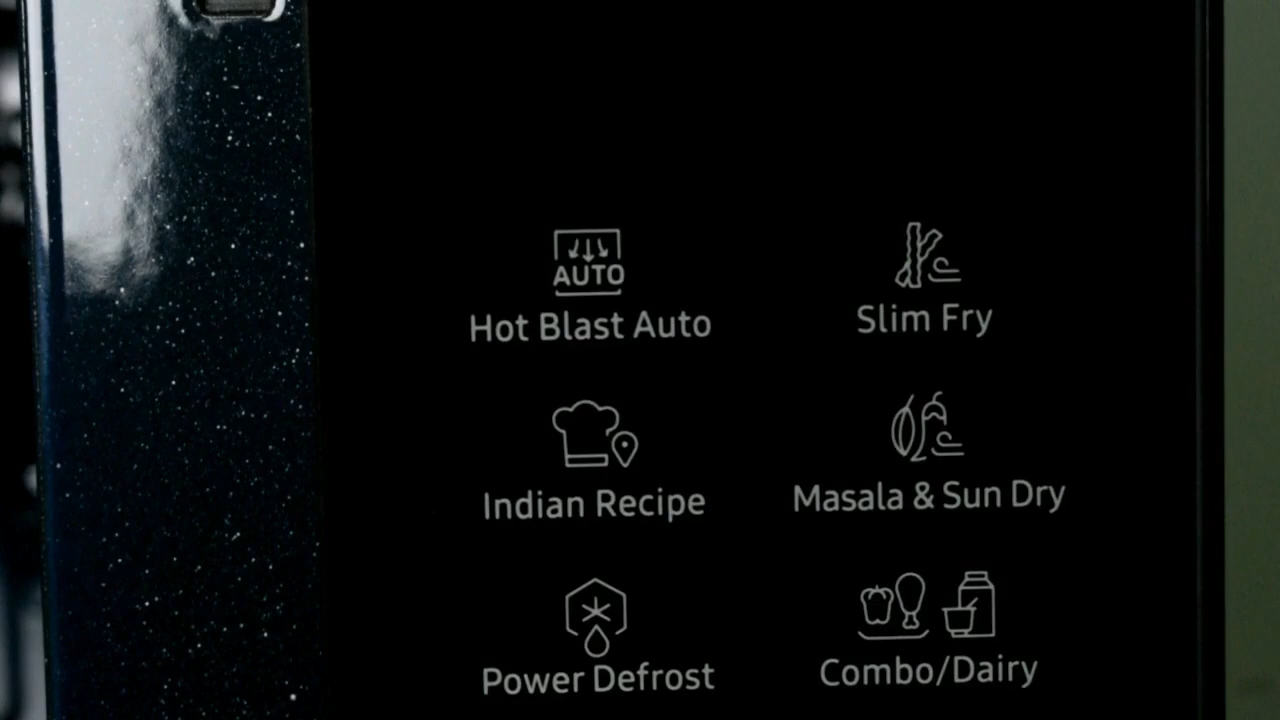 AUTO
Hot Blast Auto
Slim Fry
Indian Recipe
Masala & Sun Dry
Power Defrost
Combo/Dairy